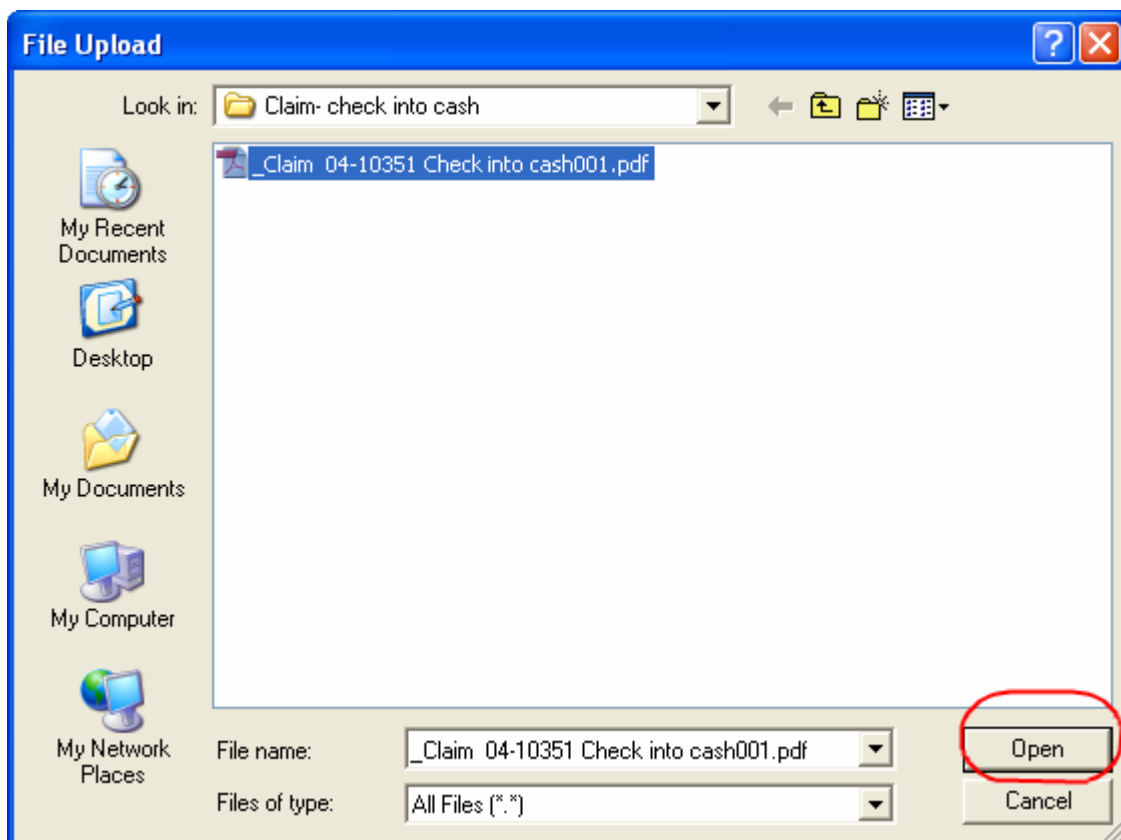 File Upload
Look in: Claim- check into cash
_Claim  04-10351 Check into cash001.pdf
My Recent
Documents
Desktop
My Documents
My Computer
My Network
Places
File name: _Claim  04-10351 Check into cash001.pdf Open
Files of type: All Files (*.*) Cancel